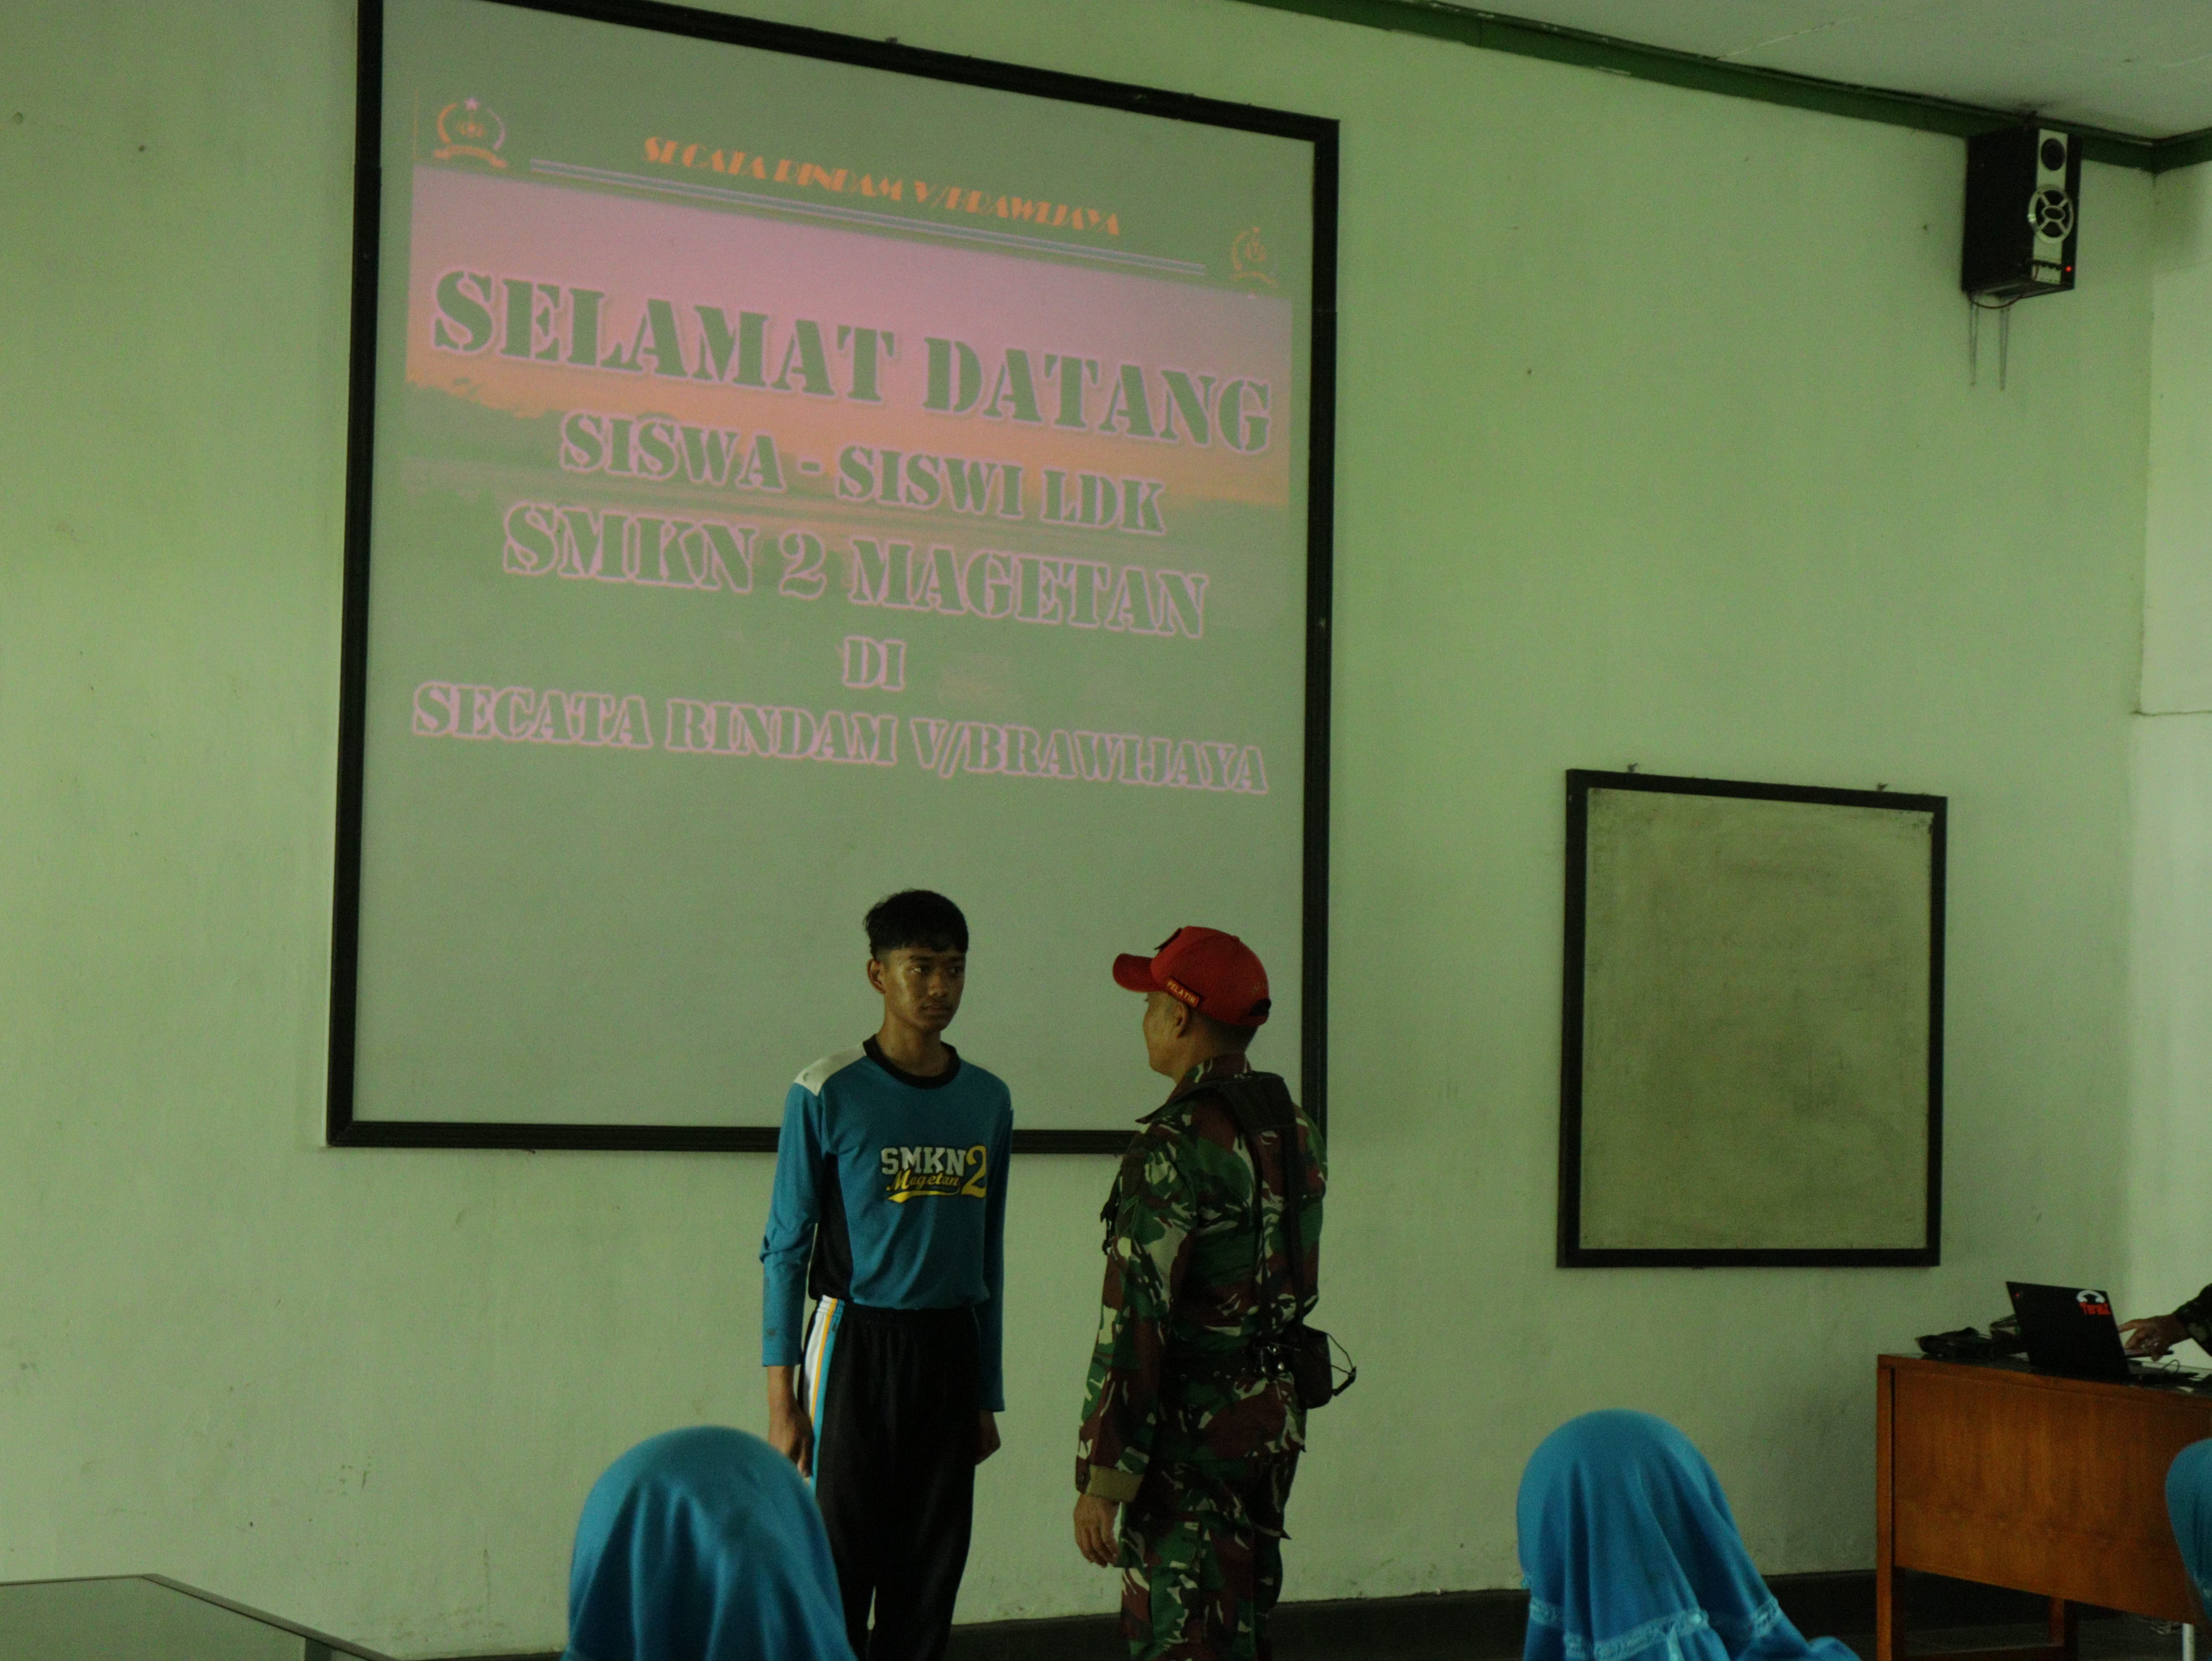 SECATA RINDAM V/BRAWIJAYA
SELAMAT DATANG
SISWA - SISWI LDK
SMKN 2 MAGETAN
DI
SECATA RINDAM V/BRAWIJAYA
PELATIH
SMKN 2
Magetan